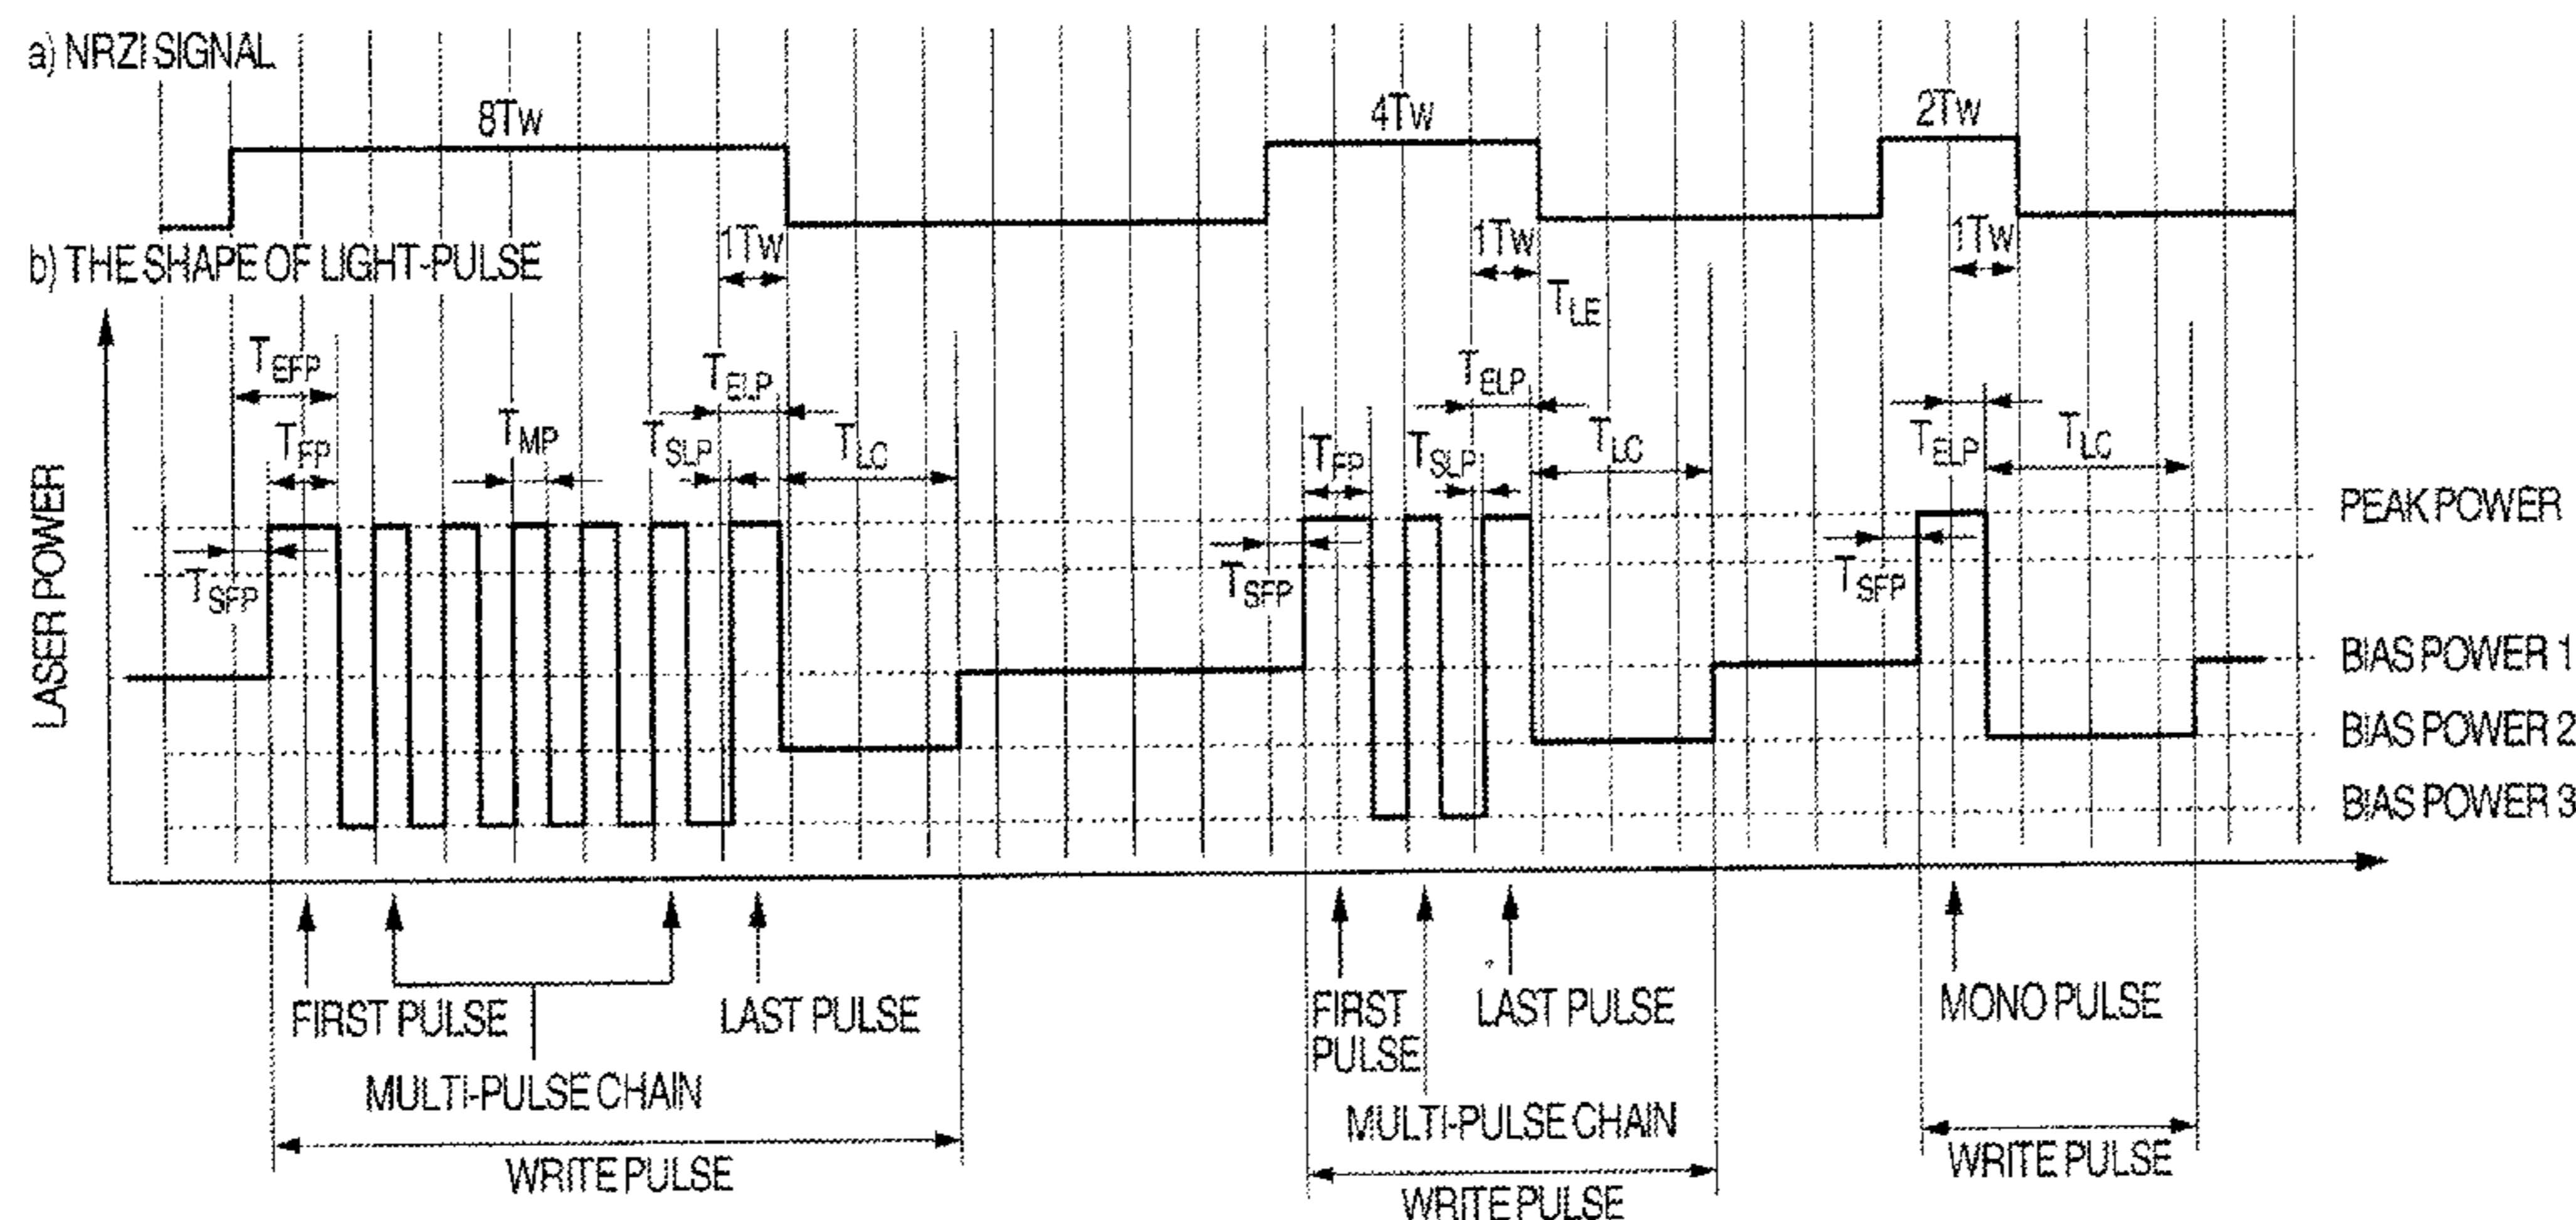 a) NRZI SIGNAL
8TW
4TW
2TW
b) THE SHAPE OF LIGHT-PULSE
1TW
1TW
1TW
TLE
TEFP
TELP
TELP
TFP
TMP
TSLP
TLC
TFP
TSLP
TLC
TELP
TLC
LASER POWER
PEAK POWER
TSFP
TSFP
TSFP
BIAS POWER 1
BIAS POWER 2
BIAS POWER 3
FIRST PULSE
LAST PULSE
FIRST
PULSE
LAST PULSE
MONO PULSE
MULTI-PULSE CHAIN
MULTI-PULSE CHAIN
WRITE PULSE
WRITE PULSE
WRITE PULSE